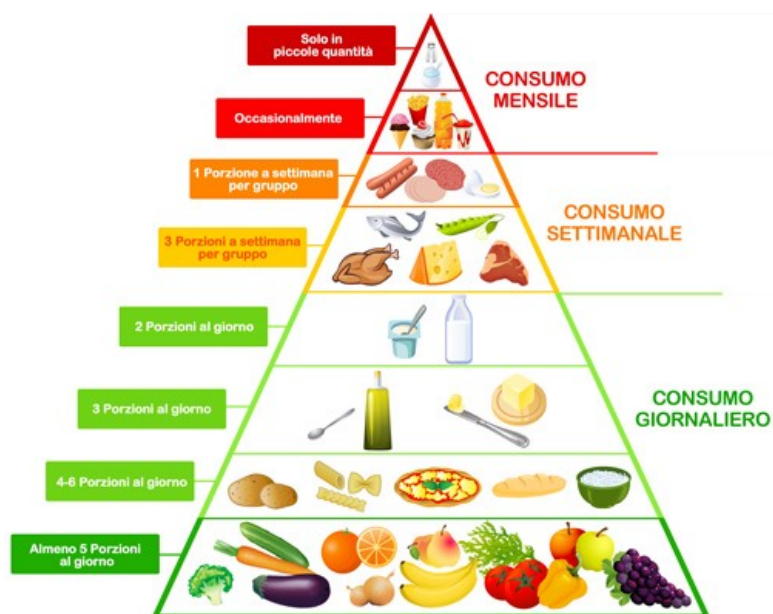 Solo in
piccole quantità
CONSUMO
MENSILE
Occasionalmente
1 Porzione a settimana
per gruppo
CONSUMO
SETTIMANALE
3 Porzioni a settimana
per gruppo
2 Porzioni al giorno
3 Porzioni al giorno
CONSUMO
GIORNALIERO
4-6 Porzioni al giorno
Almeno 5 Porzioni
al giorno